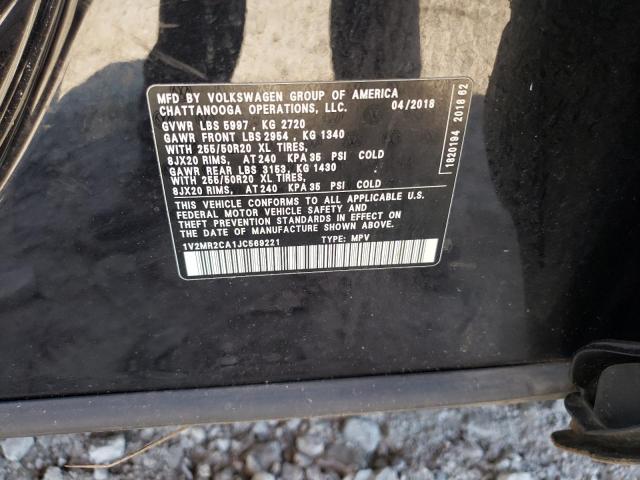 MFD BY VOLKSWAGEN GROUP OF AMERICA
CHATTANOOGA OPERATIONS, LLC. 04/2018
GVWR LBS 5997 , KG 2720
GAWR FRONT LBS 2954 , KG 1340
WITH 255/50R20 XL TIRES,
8JX20 RIMS, AT 240 KPA 35 PSI COLD
GAWR REAR LBS 3153, KG 1430
WITH 255/50R20 XL TIRES,
8JX20 RIMS, AT 240 KPA 35 PSI COLD
THIS VEHICLE CONFORMS TO ALL APPLICABLE U.S.
FEDERAL MOTOR VEHICLE SAFETY AND
THEFT PREVENTION STANDARDS IN EFFECT ON
THE DATE OF MANUFACTURE SHOWN ABOVE.
1V2MR2CA1JC569221 TYPE: MPV
1820194 2018 62